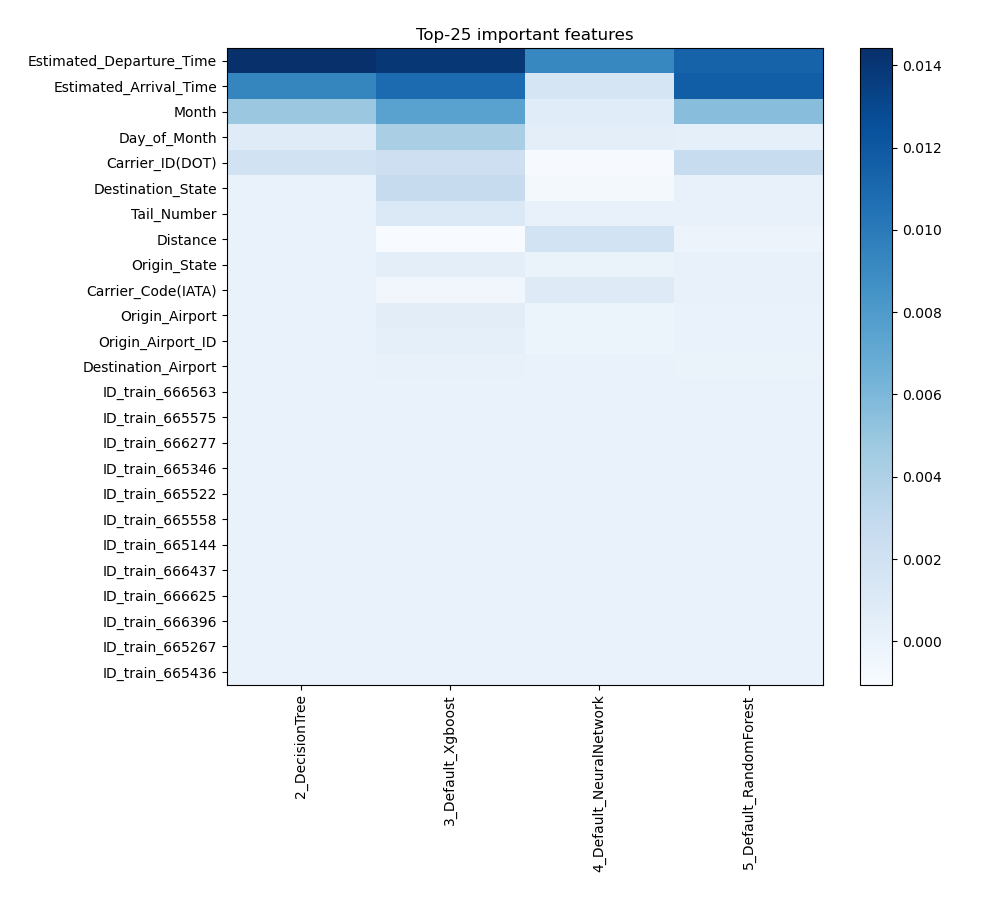 Top-25 important features
Estimated_Departure_Time
Estimated_Arrival_Time
Month
Day_of_Month
Carrier_ID(DOT)
Destination_State
Tail_Number
Distance
Origin_State
Carrier_Code(IATA)
Origin_Airport
Origin_Airport_ID
Destination_Airport
ID_train_666563
ID_train_665575
ID_train_666277
ID_train_665346
ID_train_665522
ID_train_665558
ID_train_665144
ID_train_666437
ID_train_666625
ID_train_666396
ID_train_665267
ID_train_665436
2_DecisionTree
3_Default_Xgboost
4_Default_NeuralNetwork
5_Default_RandomForest
0.014
0.012
0.010
0.008
0.006
0.004
0.002
0.000